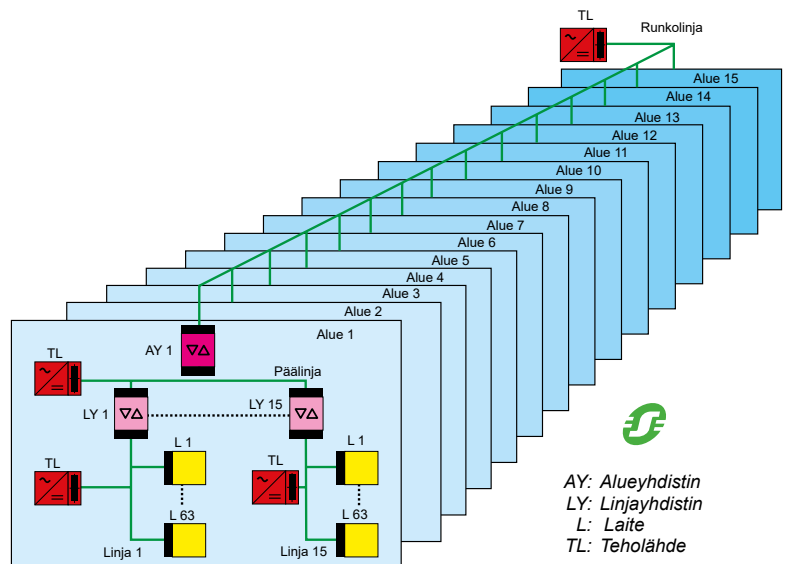 TL
Runkolinja
Alue 15
Alue 14
Alue 13
Alue 12
Alue 11
Alue 10
Alue 9
Alue 8
Alue 7
Alue 6
Alue 5
Alue 4
Alue 3
Alue 2
Alue 1
AY 1
TL
Päälinja
LY 1
LY 15
TL
L 1
TL
L 1
L 63
L 63
Linja 1
Linja 15
AY: Alueyhdistin
LY: Linjayhdistin
L: Laite
TL: Teholähde